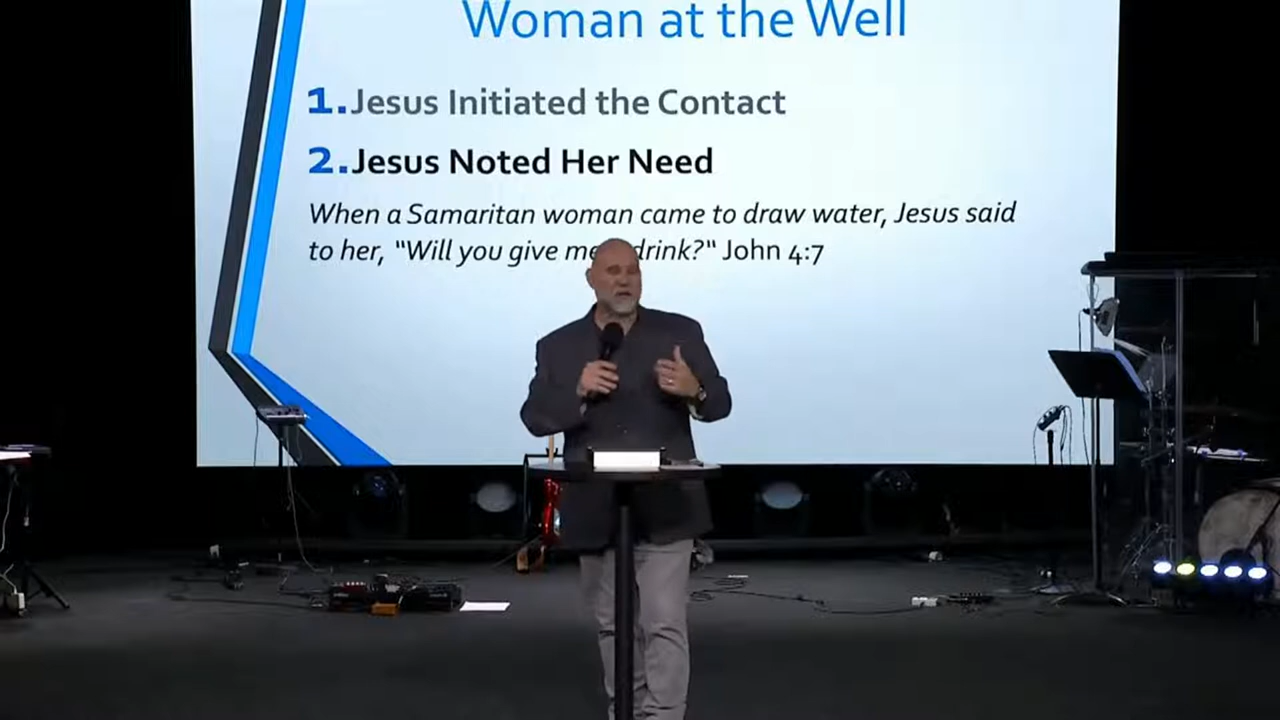 Woman at the Well
1. Jesus Initiated the Contact
2. Jesus Noted Her Need
When a Samaritan woman came to draw water, Jesus said
to her, "Will you give me drink?" John 4:7